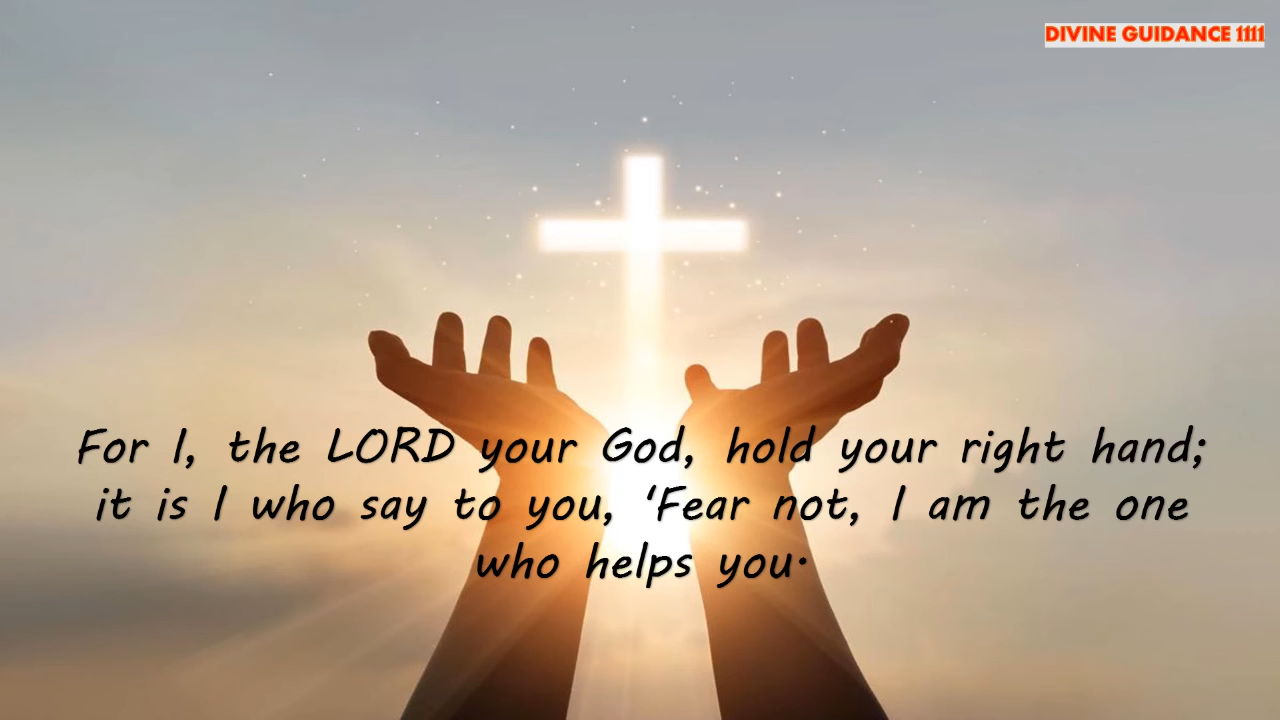 DIVINE GUIDANCE 1111
For I, the LORD your God, hold your right hand;
it is I who say to you, ‘Fear not, I am the one
who helps you.